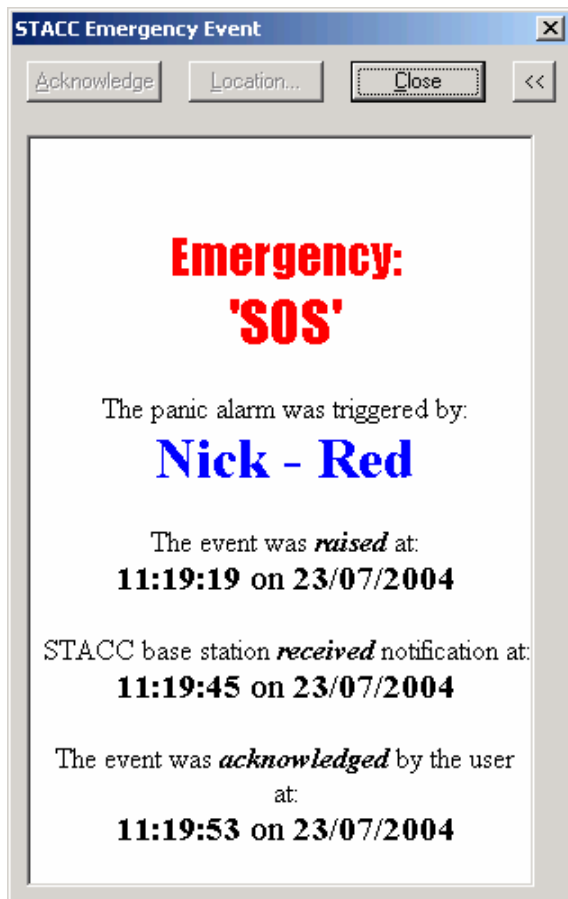 STACC Emergency Event
Acknowledge Location... Close <<
Emergency:
'SOS'
The panic alarm was triggered by:
Nick - Red
The event was raised at:
11:19:19 on 23/07/2004
STACC base station received notification at:
11:19:45 on 23/07/2004
The event was acknowledged by the user
at:
11:19:53 on 23/07/2004